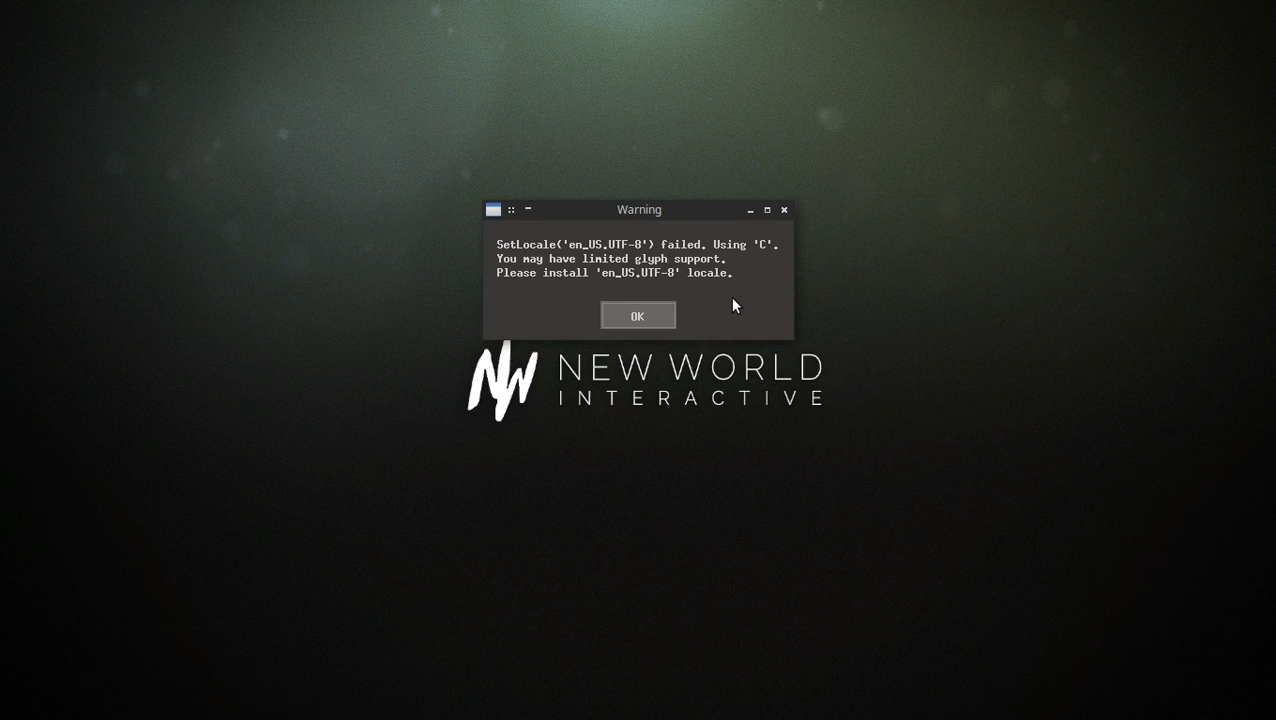 Warning
SetLocale('en_US.UTF-8') failed. Using 'C'.
You may have limited glyph support.
Please install 'en_US.UTF-8' locale.
OK
NW NEW WORLD
INTERACTIVE